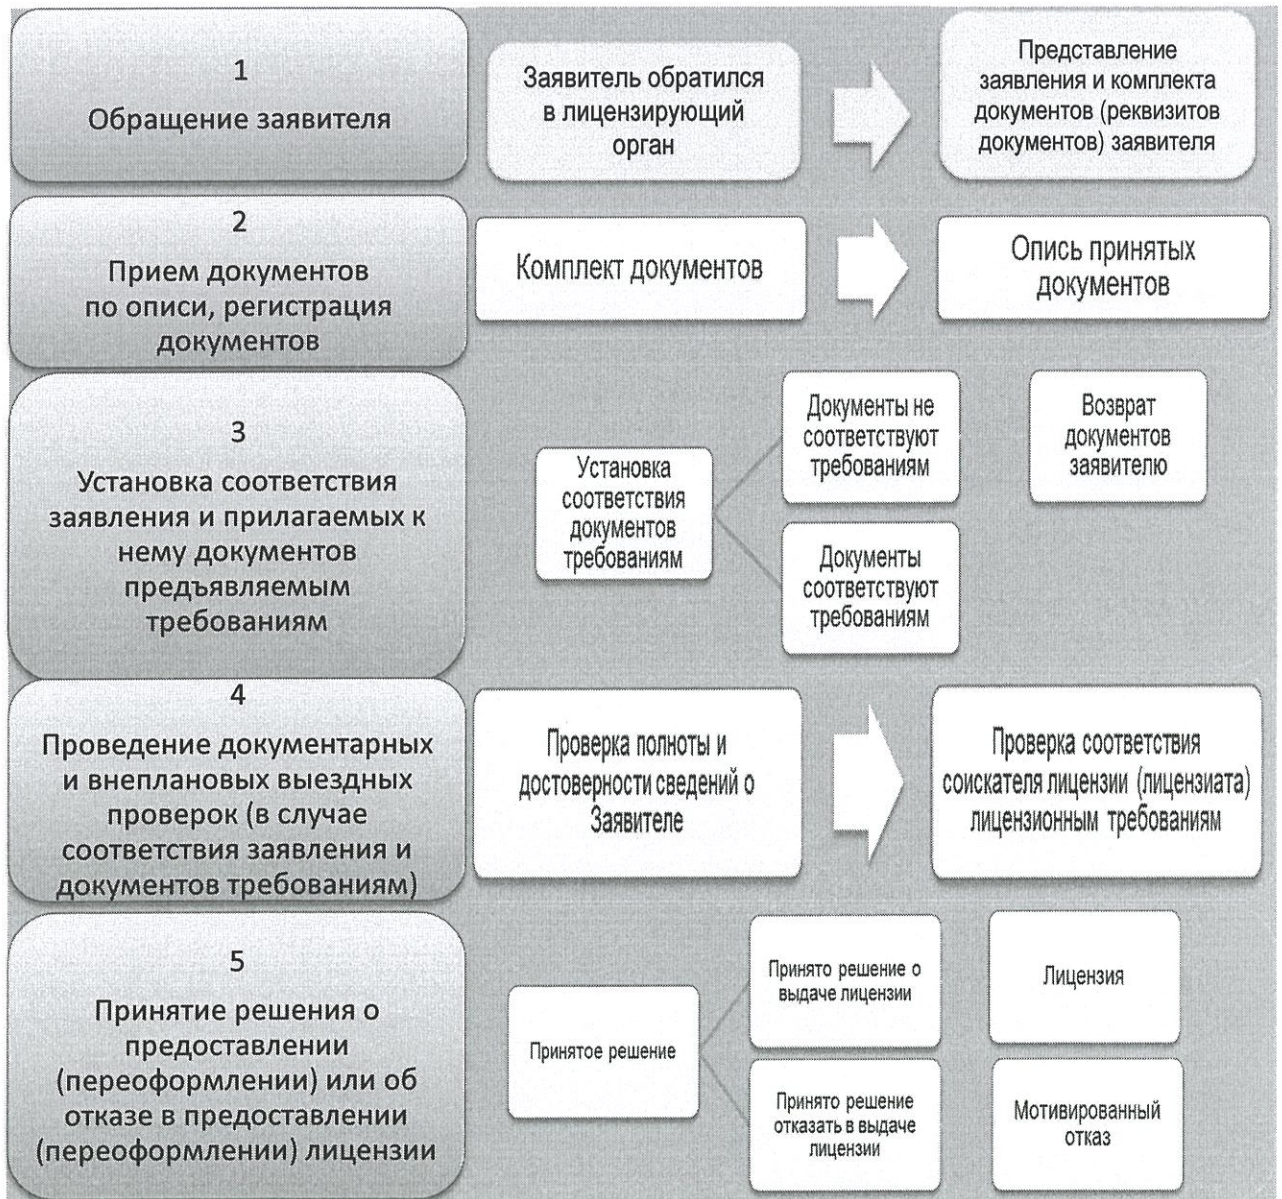 1
Обращение заявителя
Заявитель обратился
в лицензирующий
орган
Представление
заявления и комплекта
документов (реквизитов
документов) заявителя
2
Прием документов
по описи, регистрация
документов
Комплект документов
Опись принятых
документов
3
Установка соответствия
заявления и прилагаемых к
нему документов
предъявляемым
требованиям
Установка
соответствия
документов
требованиям
Документы не
соответствуют
требованиям
Возврат
документов
заявителю
Документы
соответствуют
требованиям
4
Проведение документарных
и внеплановых выездных
проверок (в случае
соответствия заявления и
документов требованиям)
Проверка полноты и
достоверности сведений о
Заявителе
Проверка соответствия
соискателя лицензии (лицензиата)
лицензионным требованиям
5
Принятие решения о
предоставлении
(переоформлении) или об
отказе в предоставлении
(переоформлении) лицензии
Принятое решение
Принято решение о
выдаче лицензии
Лицензия
Принято решение
отказать в выдаче
лицензии
Мотивированный
отказ